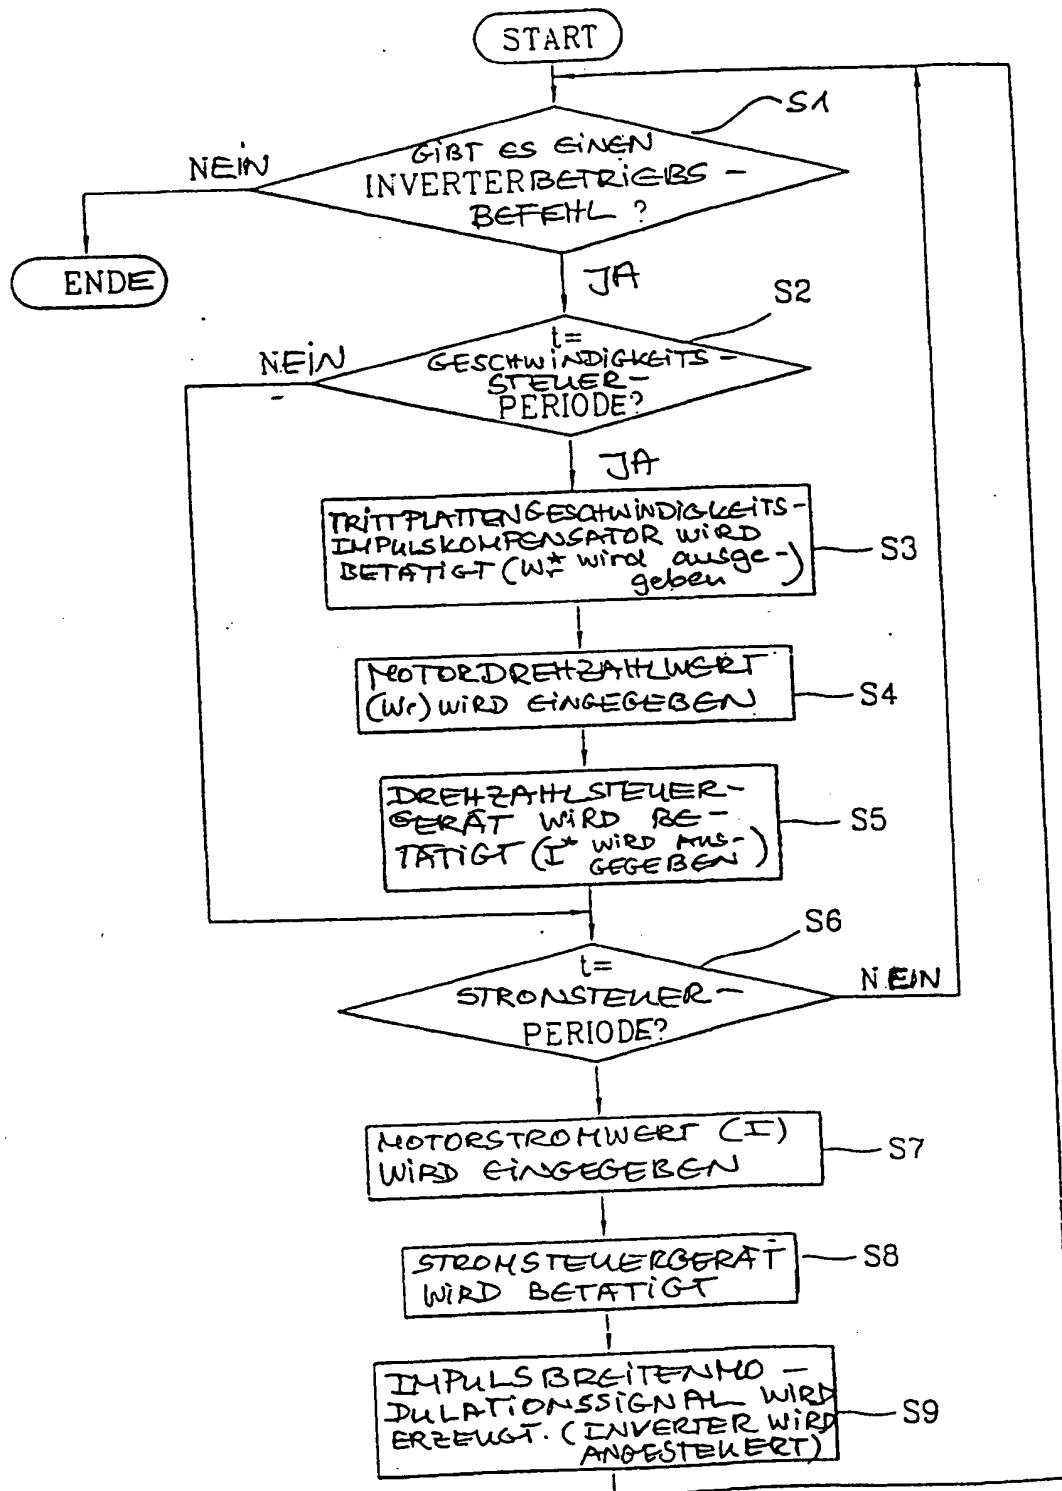 START
S1
GIBT ES EINEN
NEIN
INVERTERBETRIEBS-
BEFEHL ?
ENDE
JA
S2
t=
NEIN
GESCHWINDIGKEITS-
STEUER-
PERIODE?
JA
TRITTPLATTENGESCHWINDIGKEITS-
IMPULSKOMPENSATOR WIRD
BETÄTIGT (Wr* wird ausge-
geben)
S3
MOTORDREHZAHLWERT
(Wr) WIRD EINGEGEBEN
S4
DREHZAHLSTEUER-
GERÄT WIRD BE-
TÄTIGT (I* WIRD AUS-
GEGEBEN)
S5
S6
t=
NEIN
STRONSTEUER-
PERIODE?
MOTORSTROMWERT (I)
WIRD EINGEGEBEN
S7
STROMSTEUERGERÄT
WIRD BETÄTIGT
S8
IMPULSBREITENMO-
DULATIONSSIGNAL WIRD
ERZEUGT. (INVERTER WIRD
ANGESTEUERT)
S9